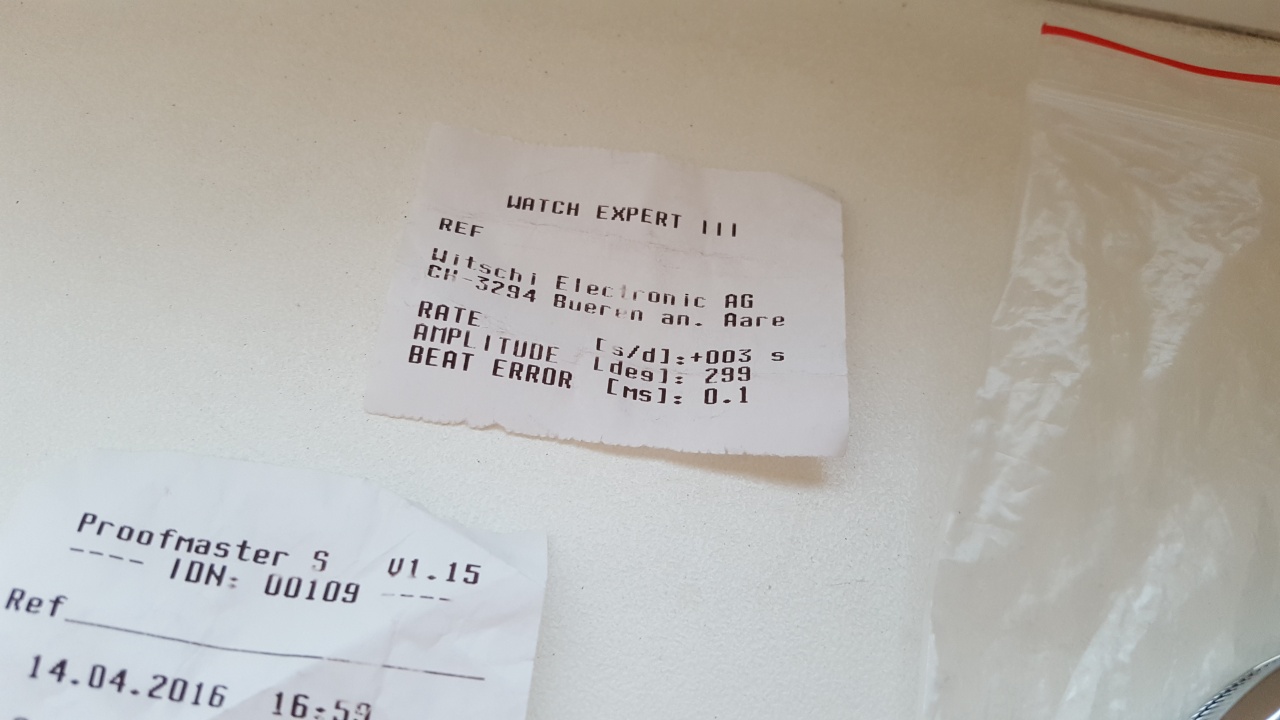 WATCH EXPERT III
REF
Witschi Electronic AG
CH-3294 Bueren an. Aare
RATE [s/d]:+003 s
AMPLITUDE [deg]: 299
BEAT ERROR [ms]: 0.1
Proofmaster S V1.15
---- IDN: 00109 ----
Ref
14.04.2016 16:59